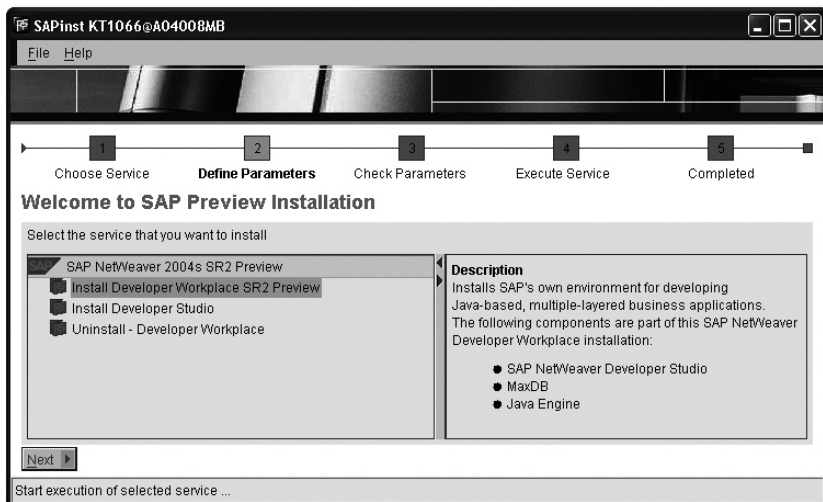 SAPinst KT1066@A04008MB
File Help
1 2 3 4 5
Choose Service Define Parameters Check Parameters Execute Service Completed
Welcome to SAP Preview Installation
Select the service that you want to install
SAP SAP NetWeaver 2004s SR2 Preview
Install Developer Workplace SR2 Preview
Install Developer Studio
Uninstall - Developer Workplace
Description
Installs SAP's own environment for developing
Java-based, multiple-layered business applications.
The following components are part of this SAP NetWeaver
Developer Workplace installation:
SAP NetWeaver Developer Studio
MaxDB
Java Engine
Next
Start execution of selected service ...